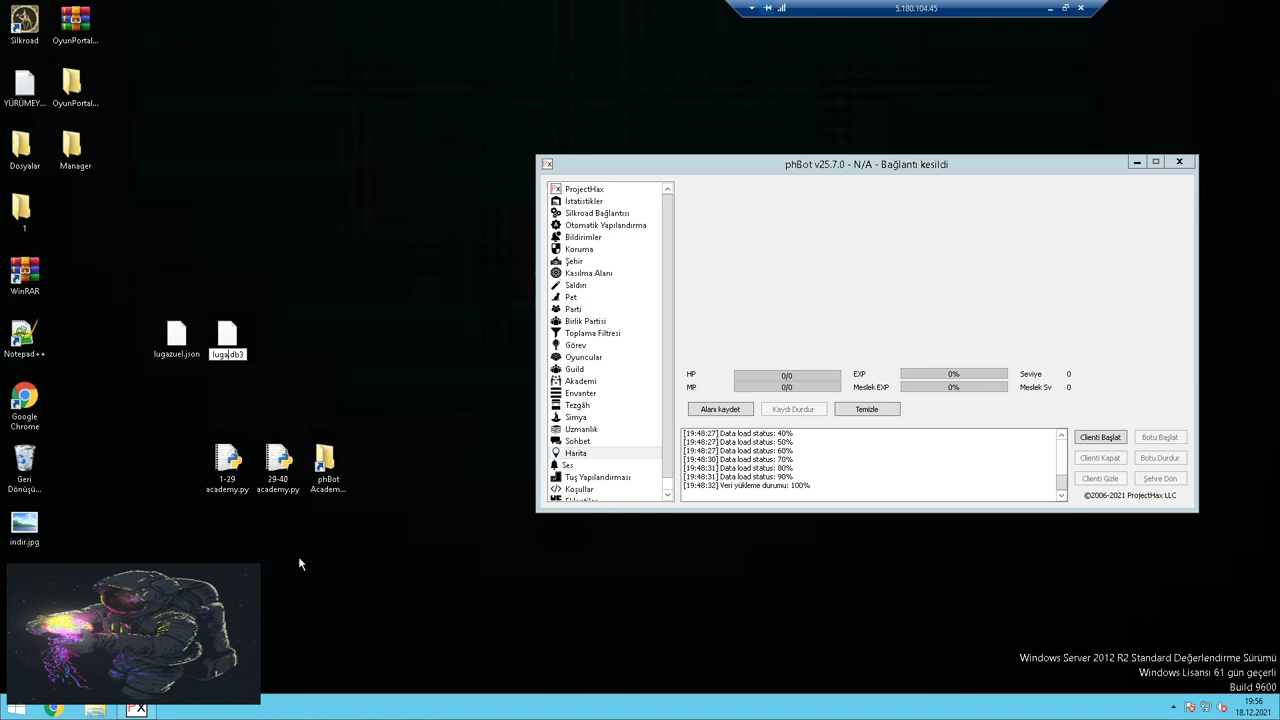 5.180.104.45
Silkroad
OyunPortal...
YÜRÜMEY...
OyunPortal...
Dosyalar
Manager
1
WinRAR
Notepad++
lugazuel.json
luga.db3
Google
Chrome
Geri
Dönüşü...
1-29
academy.py
29-40
academy.py
phBot
Academ...
indir.jpg
phBot v25.7.0 - N/A - Bağlantı kesildi
ProjectHax
İstatistikler
Silkroad Bağlantısı
Otomatik Yapılandırma
Bildirimler
Koruma
Şehir
Kasılma Alanı
Saldırı
Pet
Parti
Birlik Partisi
Toplama Filtresi
Görev
Oyuncular
Guild
Akademi
Envanter
Tezgâh
Simya
Uzmanlık
Sohbet
Harita
Ses
Tuş Yapılandırması
Koşullar
HP 0/0 EXP 0% Seviye 0
MP 0/0 Meslek EXP 0% Meslek Sv 0
Alanı kaydet Kaydı Durdur Temizle
[19:48:27] Data load status: 40%
[19:48:27] Data load status: 50%
[19:48:27] Data load status: 60%
[19:48:30] Data load status: 70%
[19:48:31] Data load status: 80%
[19:48:31] Data load status: 90%
[19:48:32] Veri yükleme durumu: 100%
Clienti Başlat Botu Başlat
Clienti Kapat Botu Durdur
Clienti Gizle Şehre Dön
©2006-2021 ProjectHax LLC
Windows Server 2012 R2 Standard Değerlendirme Sürümü
Windows Lisansı 61 gün geçerli
Build 9600
19:56
18.12.2021